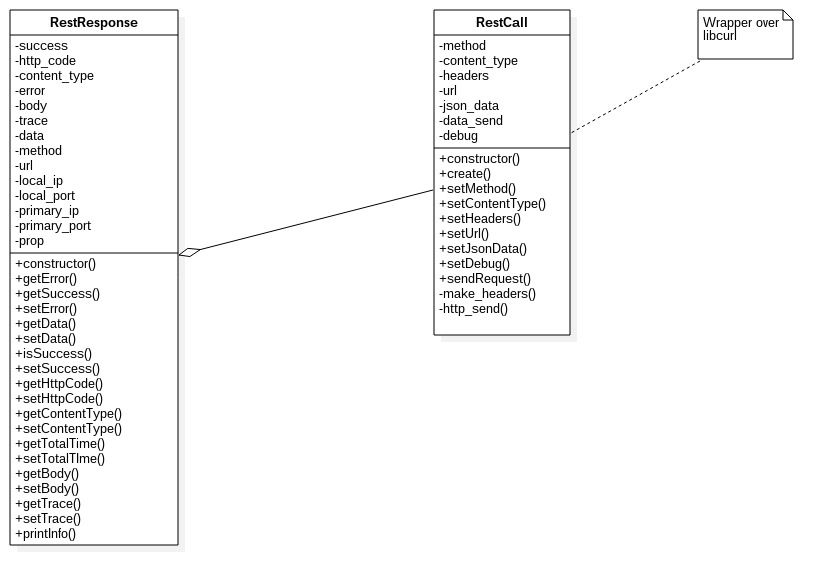 RestResponse
-success
-http_code
-content_type
-error
-body
-trace
-data
-method
-url
-local_ip
-local_port
-primary_ip
-primary_port
-prop
+constructor()
+getError()
+getSuccess()
+setError()
+getData()
+setData()
+isSuccess()
+setSuccess()
+getHttpCode()
+setHttpCode()
+getContentType()
+setContentType()
+getTotalTime()
+setTotalTIme()
+getBody()
+setBody()
+getTrace()
+setTrace()
+printInfo()
RestCall
-method
-content_type
-headers
-url
-json_data
-data_send
-debug
+constructor()
+create()
+setMethod()
+setContentType()
+setHeaders()
+setUrl()
+setJsonData()
+setDebug()
+sendRequest()
-make_headers()
-http_send()
Wrapper over
libcurl